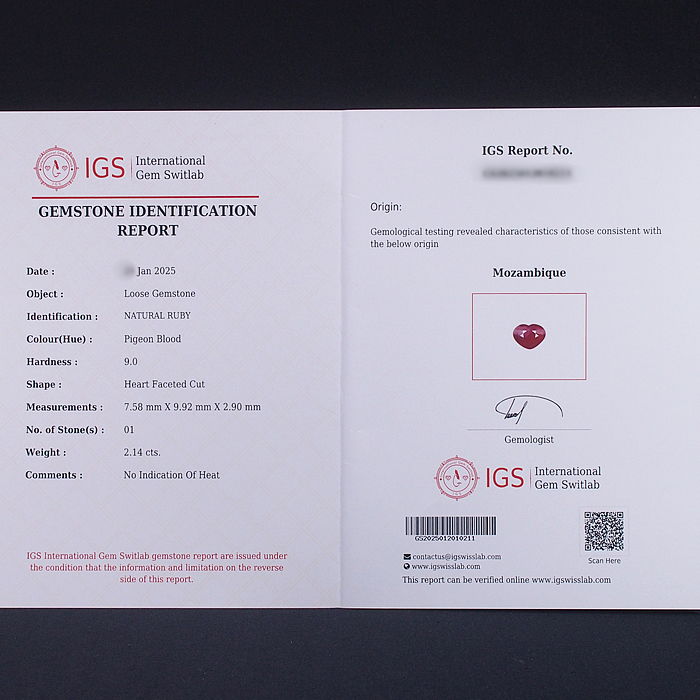 IGS International
Gem Switlab
GEMSTONE IDENTIFICATION
REPORT
Date : Jan 2025
Object : Loose Gemstone
Identification : NATURAL RUBY
Colour(Hue) : Pigeon Blood
Hardness : 9.0
Shape : Heart Faceted Cut
Measurements : 7.58 mm X 9.92 mm X 2.90 mm
No. of Stone(s) : 01
Weight : 2.14 cts.
Comments : No Indication Of Heat
IGS International Gem Switlab gemstone report are issued under
the condition that the information and limitation on the reverse
side of this report.
IGS Report No.
Origin:
Gemological testing revealed characteristics of those consistent with
the below origin
Mozambique
Gemologist
IGS International
Gem Switlab
GS2025012010211
contactus@igswisslab.com
www.igswisslab.com
Scan Here
This report can be verified online www.igswisslab.com